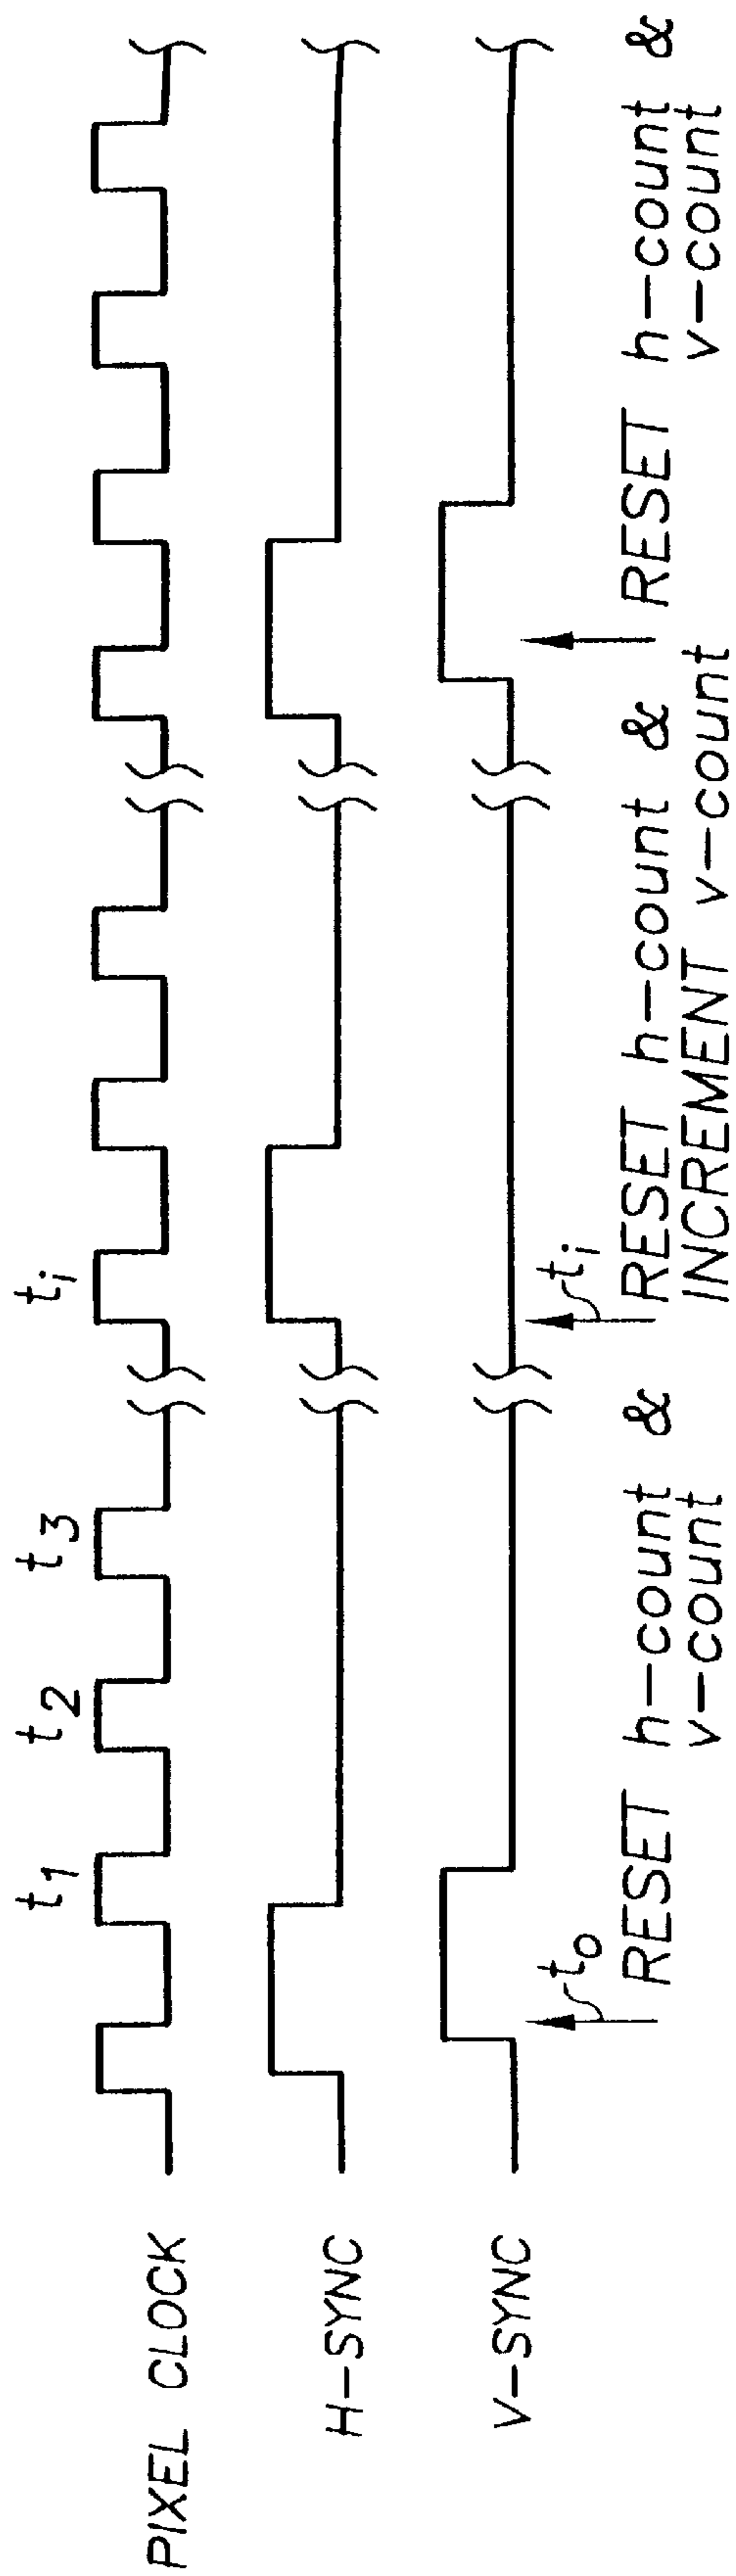 t1 t2 t3 ti
PIXEL CLOCK
H-SYNC
V-SYNC
to
ti
RESET h-count &
v-count
RESET h-count &
INCREMENT v-count
RESET h-count &
v-count